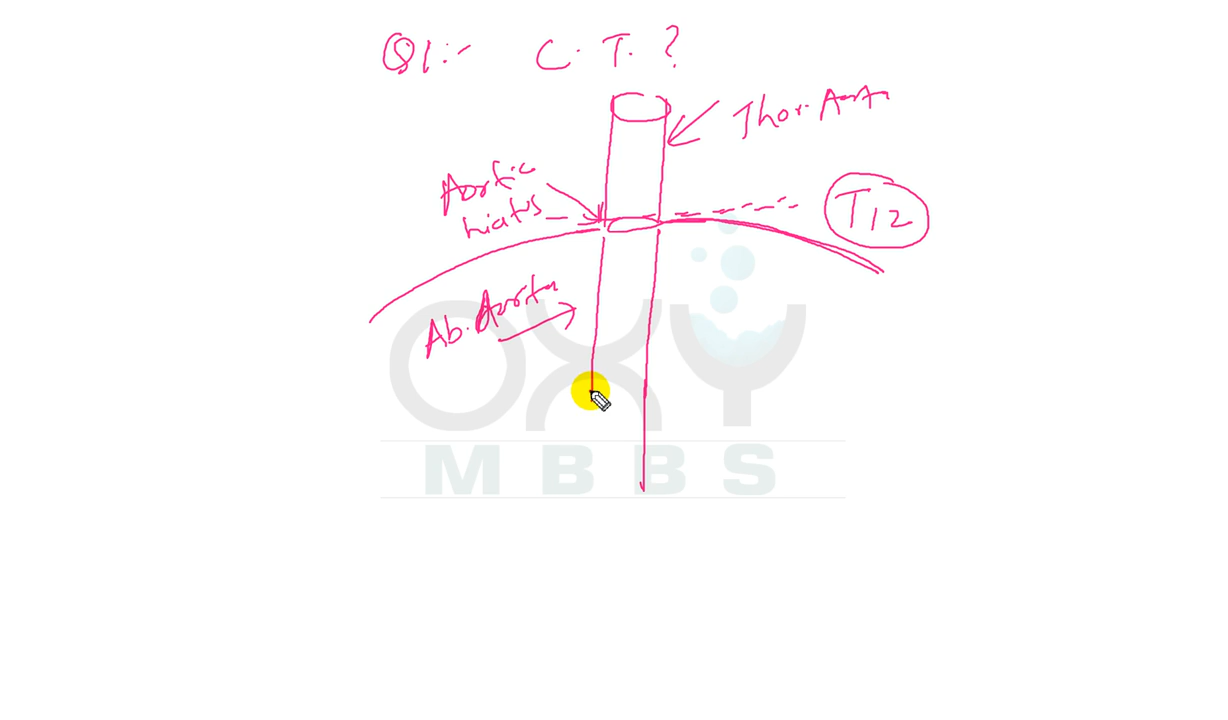 Q1:- C. T. ?
Thor. Aorta
Aortic
hiatus
T12
Ab. Aorta
OXY
MBBS